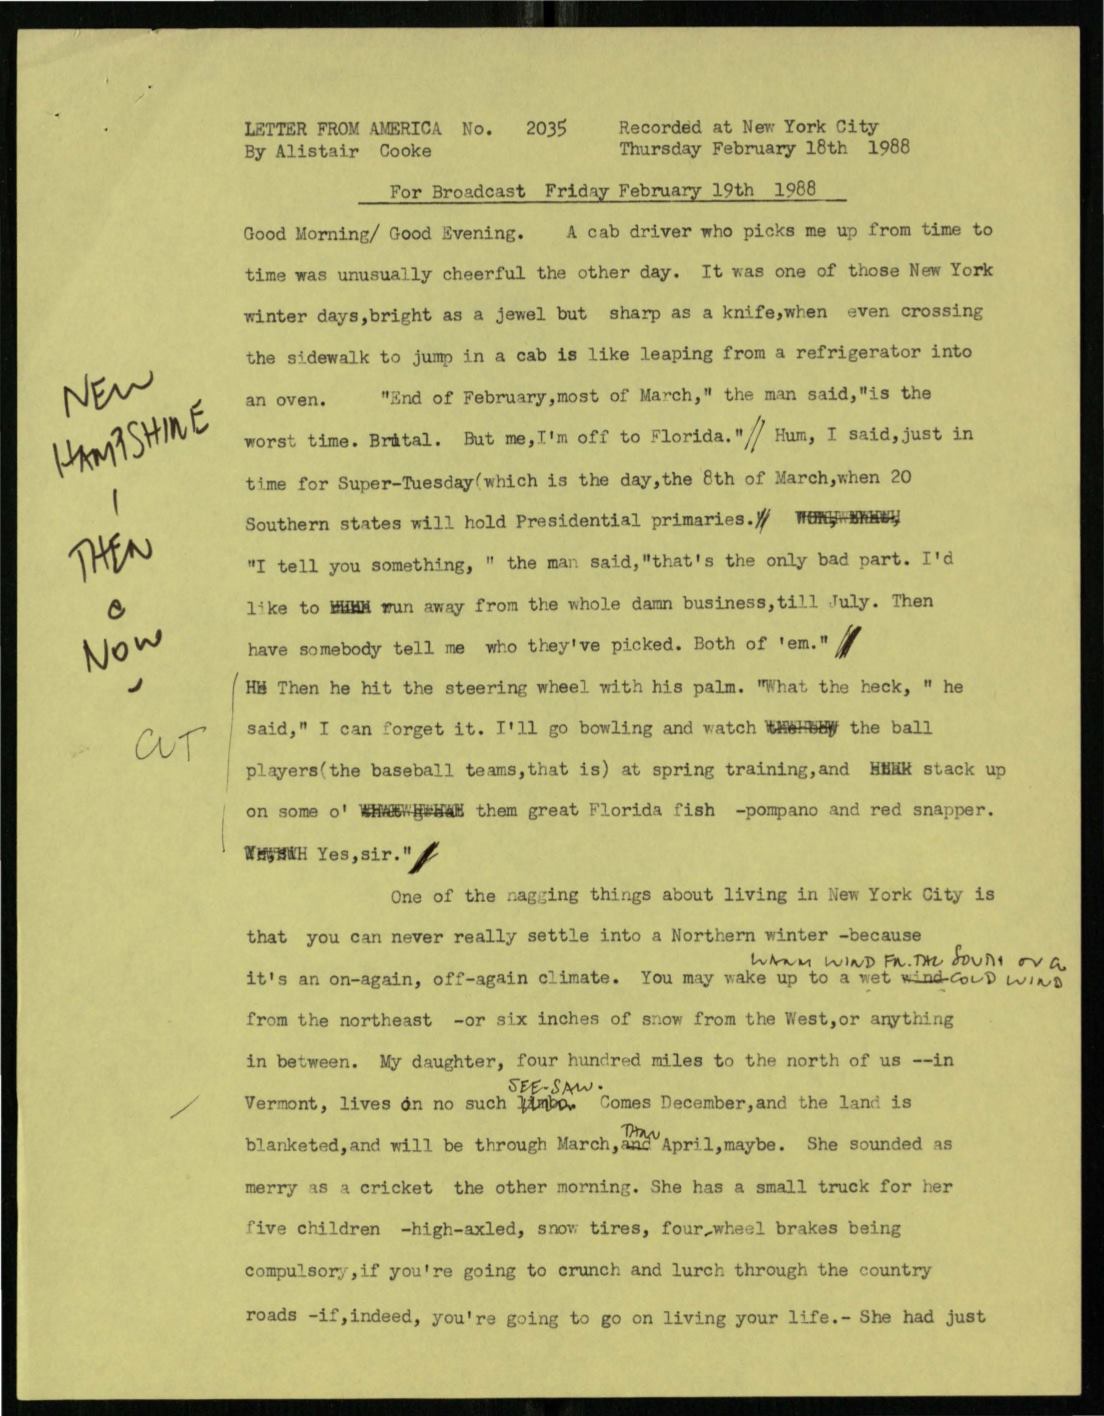 LETTER FROM AMERICA No. 2035 Recorded at New York City
By Alistair Cooke Thursday February 18th 1988
For Broadcast Friday February 19th 1988
Good Morning/ Good Evening. A cab driver who picks me up from time to
time was unusually cheerful the other day. It was one of those New York
winter days,bright as a jewel but sharp as a knife,when even crossing
the sidewalk to jump in a cab is like leaping from a refrigerator into
an oven. "End of February,most of March," the man said,"is the
worst time. Brutal. But me,I'm off to Florida."// Hum, I said,just in
time for Super-Tuesday(which is the day,the 8th of March,when 20
Southern states will hold Presidential primaries.//
"I tell you something, " the man said,"that's the only bad part. I'd
like to run away from the whole damn business,till July. Then
have somebody tell me who they've picked. Both of 'em." //
Then he hit the steering wheel with his palm. "What the heck, " he
said," I can forget it. I'll go bowling and watch the ball
players(the baseball teams,that is) at spring training,and stack up
on some o' them great Florida fish -pompano and red snapper.
Yes,sir." //
NEW
HAMPSHIRE
-
THEN
&
NOW
CUT
One of the nagging things about living in New York City is
that you can never really settle into a Northern winter -because
WARM WIND FR. THE SOUTH OR A
it's an on-again, off-again climate. You may wake up to a wet wind COLD WIND
from the northeast -or six inches of snow from the West,or anything
in between. My daughter, four hundred miles to the north of us --in
SEE-SAW.
Vermont, lives on no such limbo. Comes December,and the land is
THRU
blanketed,and will be through March,and April,maybe. She sounded as
merry as a cricket the other morning. She has a small truck for her
five children -high-axled, snow tires, four-wheel brakes being
compulsory,if you're going to crunch and lurch through the country
roads -if,indeed, you're going to go on living your life.- She had just